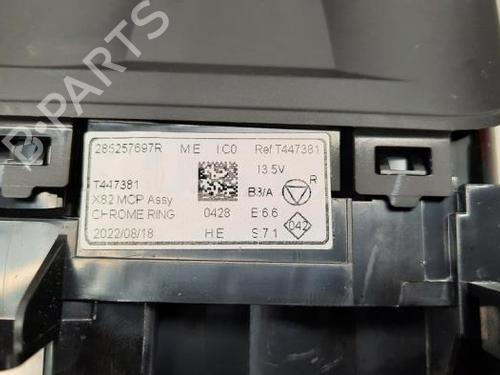 285257697R ME I:C0 Ref T447381
13.5V
T447381 B3/A R
X82 MCP Assy
CHROME RING 0428 E:6.6 042
2022/08/18 H:E S:7.1
B-PARTS